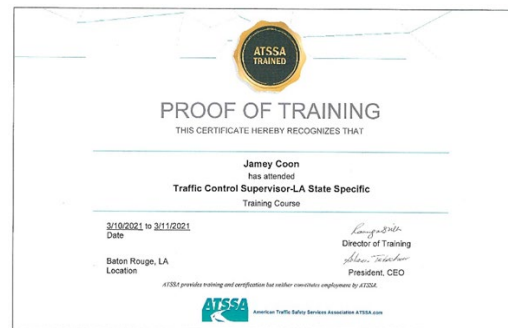 ATSSA
TRAINED
PROOF OF TRAINING
THIS CERTIFICATE HEREBY RECOGNIZES THAT
Jamey Coon
has attended
Traffic Control Supervisor-LA State Specific
Training Course
3/10/2021 to 3/11/2021
Date
Director of Training
Baton Rouge, LA
Location
President, CEO
ATSSA provides training and certification but neither constitutes employment by ATSSA.
ATSSA
American Traffic Safety Services Association ATSSA.com